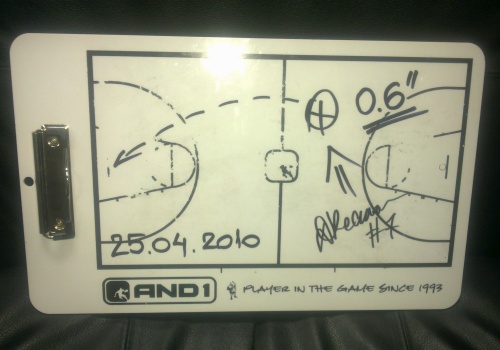 0.6"
#7
25.04.2010
AND1
PLAYER IN THE GAME SINCE 1993